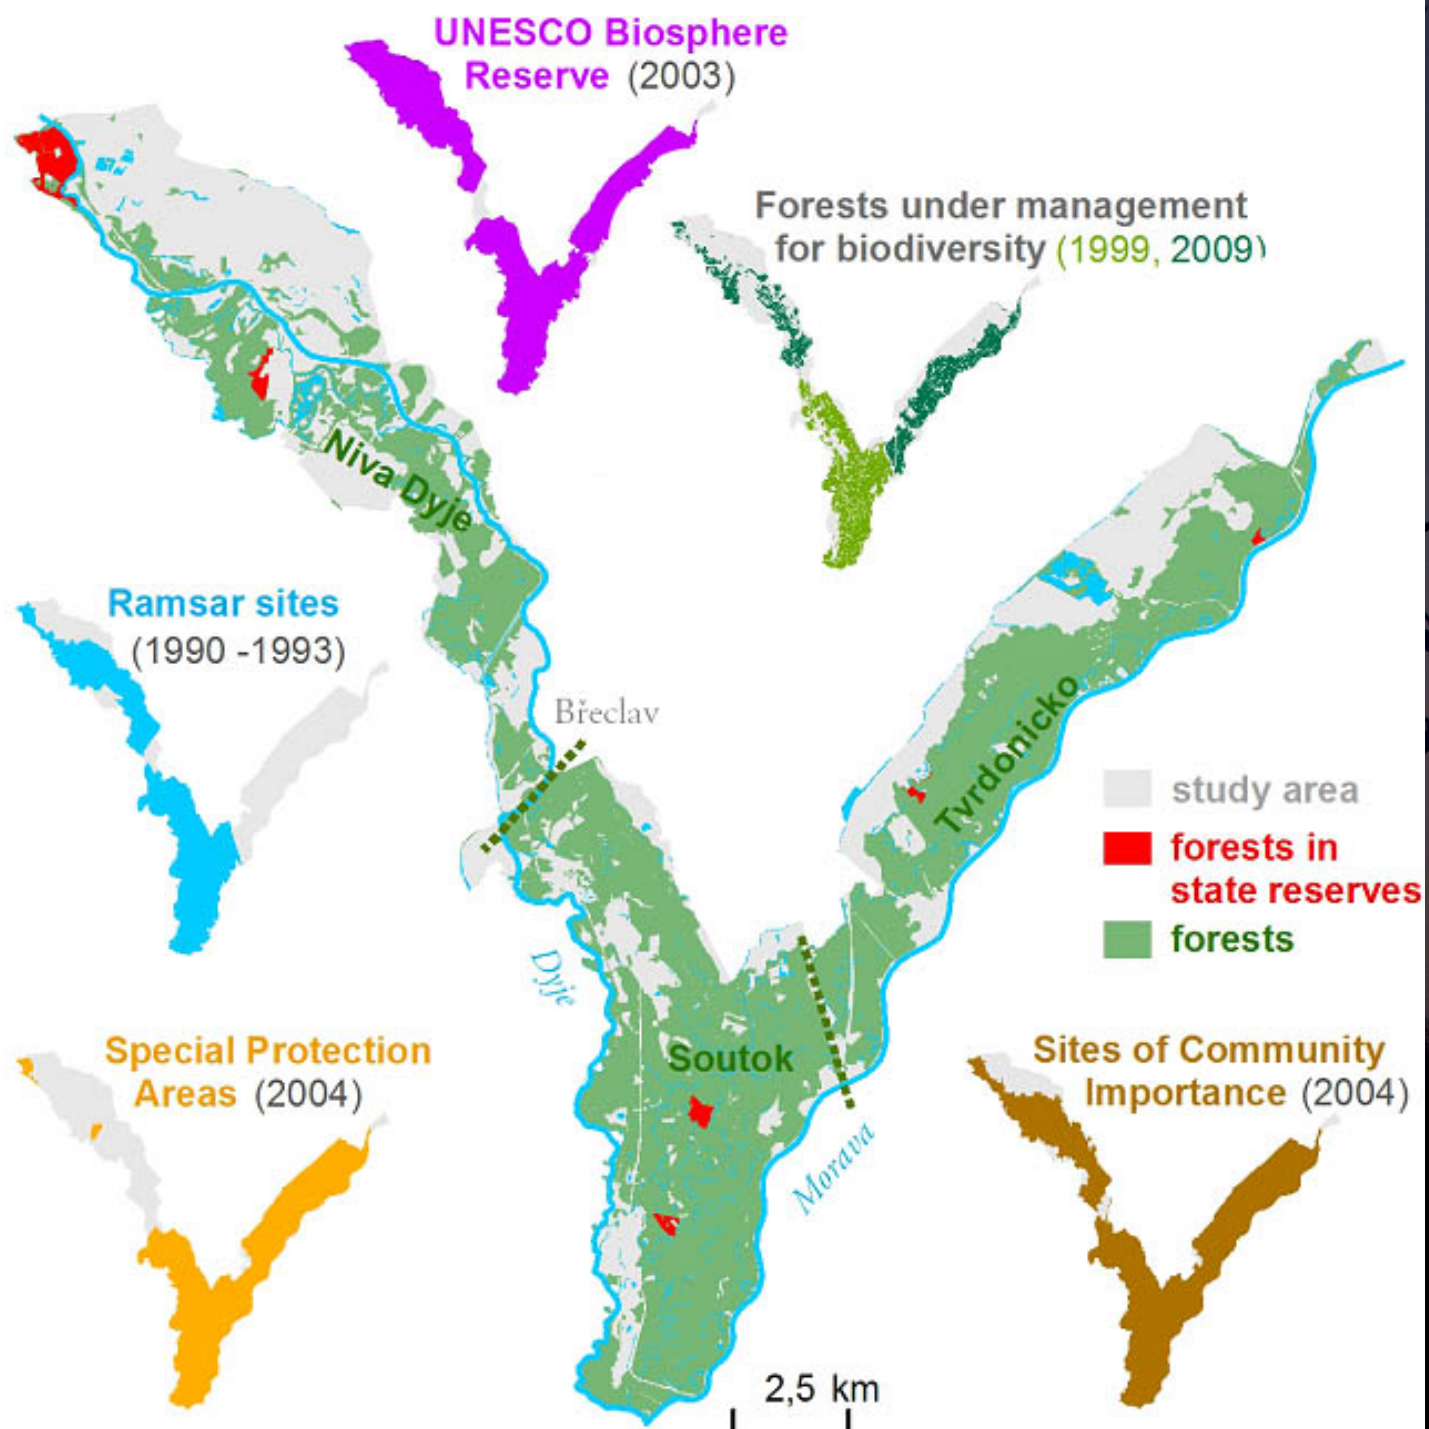 UNESCO Biosphere
Reserve (2003)
Forests under management
for biodiversity (1999, 2009)
Niva Dyje
Ramsar sites
(1990 -1993)
Břeclav
Tvrdonicko
study area
forests in
state reserves
forests
Dyje
Soutok
Morava
Special Protection
Areas (2004)
Sites of Community
Importance (2004)
2,5 km